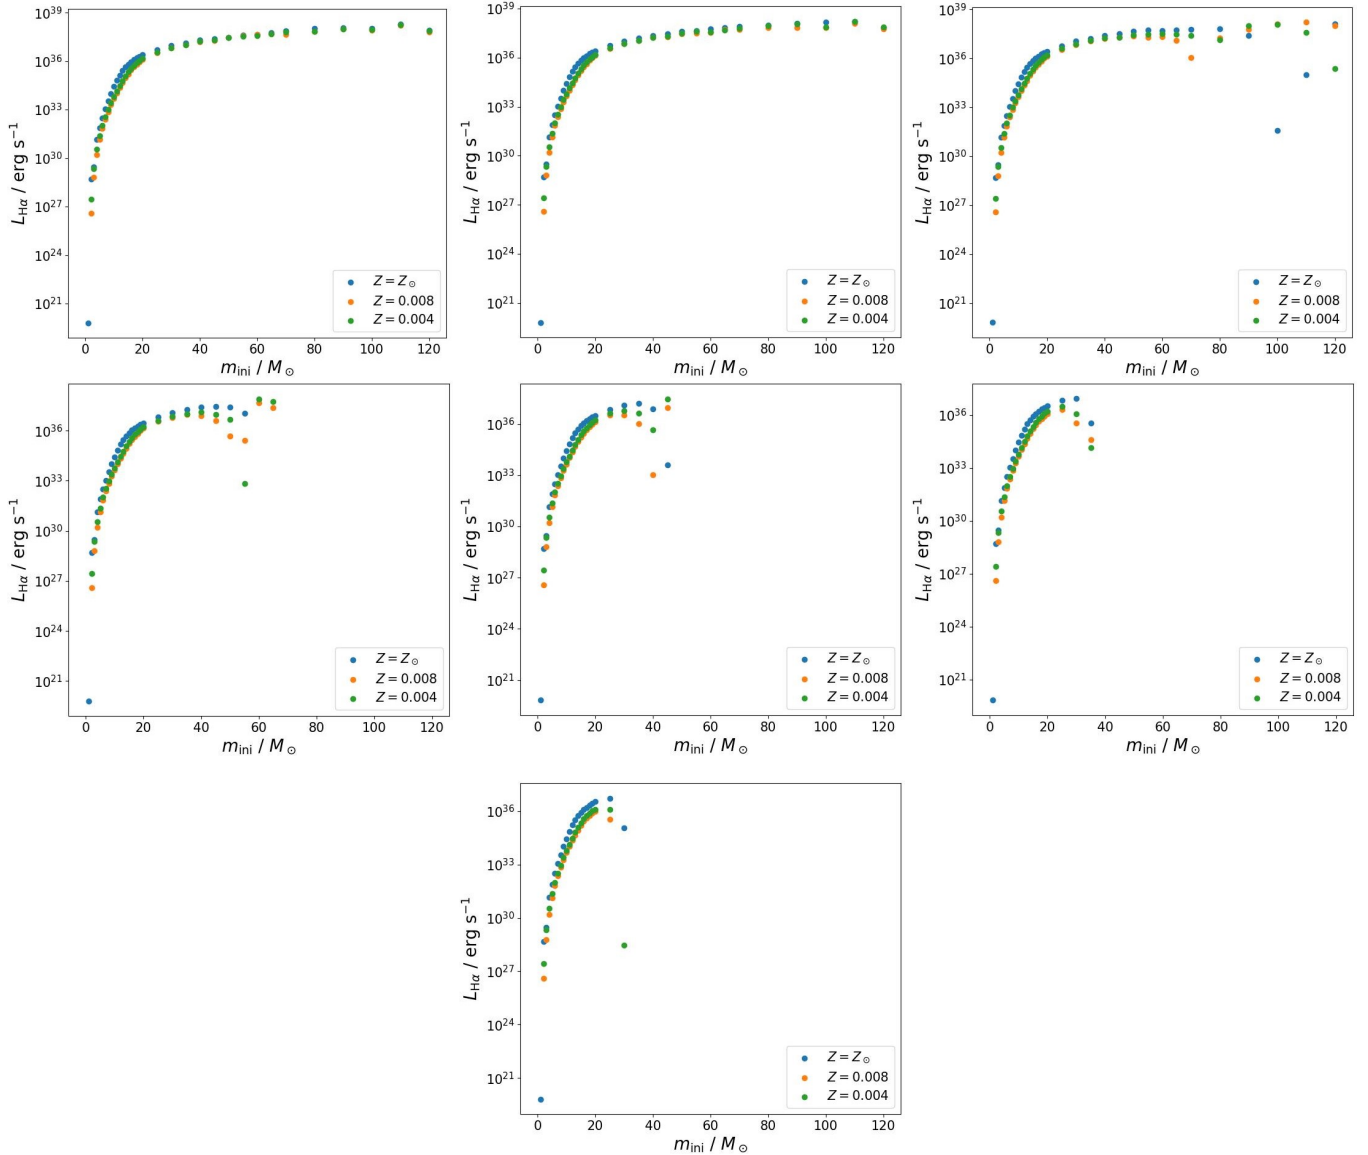 10^39
10^36
10^33
10^30
10^27
10^24
10^21
L_Hα / erg s^−1
Z = Z_⊙
Z = 0.008
Z = 0.004
0 20 40 60 80 100 120
m_ini / M_⊙
10^39
10^36
10^33
10^30
10^27
10^24
10^21
L_Hα / erg s^−1
Z = Z_⊙
Z = 0.008
Z = 0.004
0 20 40 60 80 100 120
m_ini / M_⊙
10^39
10^36
10^33
10^30
10^27
10^24
10^21
L_Hα / erg s^−1
Z = Z_⊙
Z = 0.008
Z = 0.004
0 20 40 60 80 100 120
m_ini / M_⊙
10^36
10^33
10^30
10^27
10^24
10^21
L_Hα / erg s^−1
Z = Z_⊙
Z = 0.008
Z = 0.004
0 20 40 60 80 100 120
m_ini / M_⊙
10^36
10^33
10^30
10^27
10^24
10^21
L_Hα / erg s^−1
Z = Z_⊙
Z = 0.008
Z = 0.004
0 20 40 60 80 100 120
m_ini / M_⊙
10^36
10^33
10^30
10^27
10^24
10^21
L_Hα / erg s^−1
Z = Z_⊙
Z = 0.008
Z = 0.004
0 20 40 60 80 100 120
m_ini / M_⊙
10^36
10^33
10^30
10^27
10^24
10^21
L_Hα / erg s^−1
Z = Z_⊙
Z = 0.008
Z = 0.004
0 20 40 60 80 100 120
m_ini / M_⊙